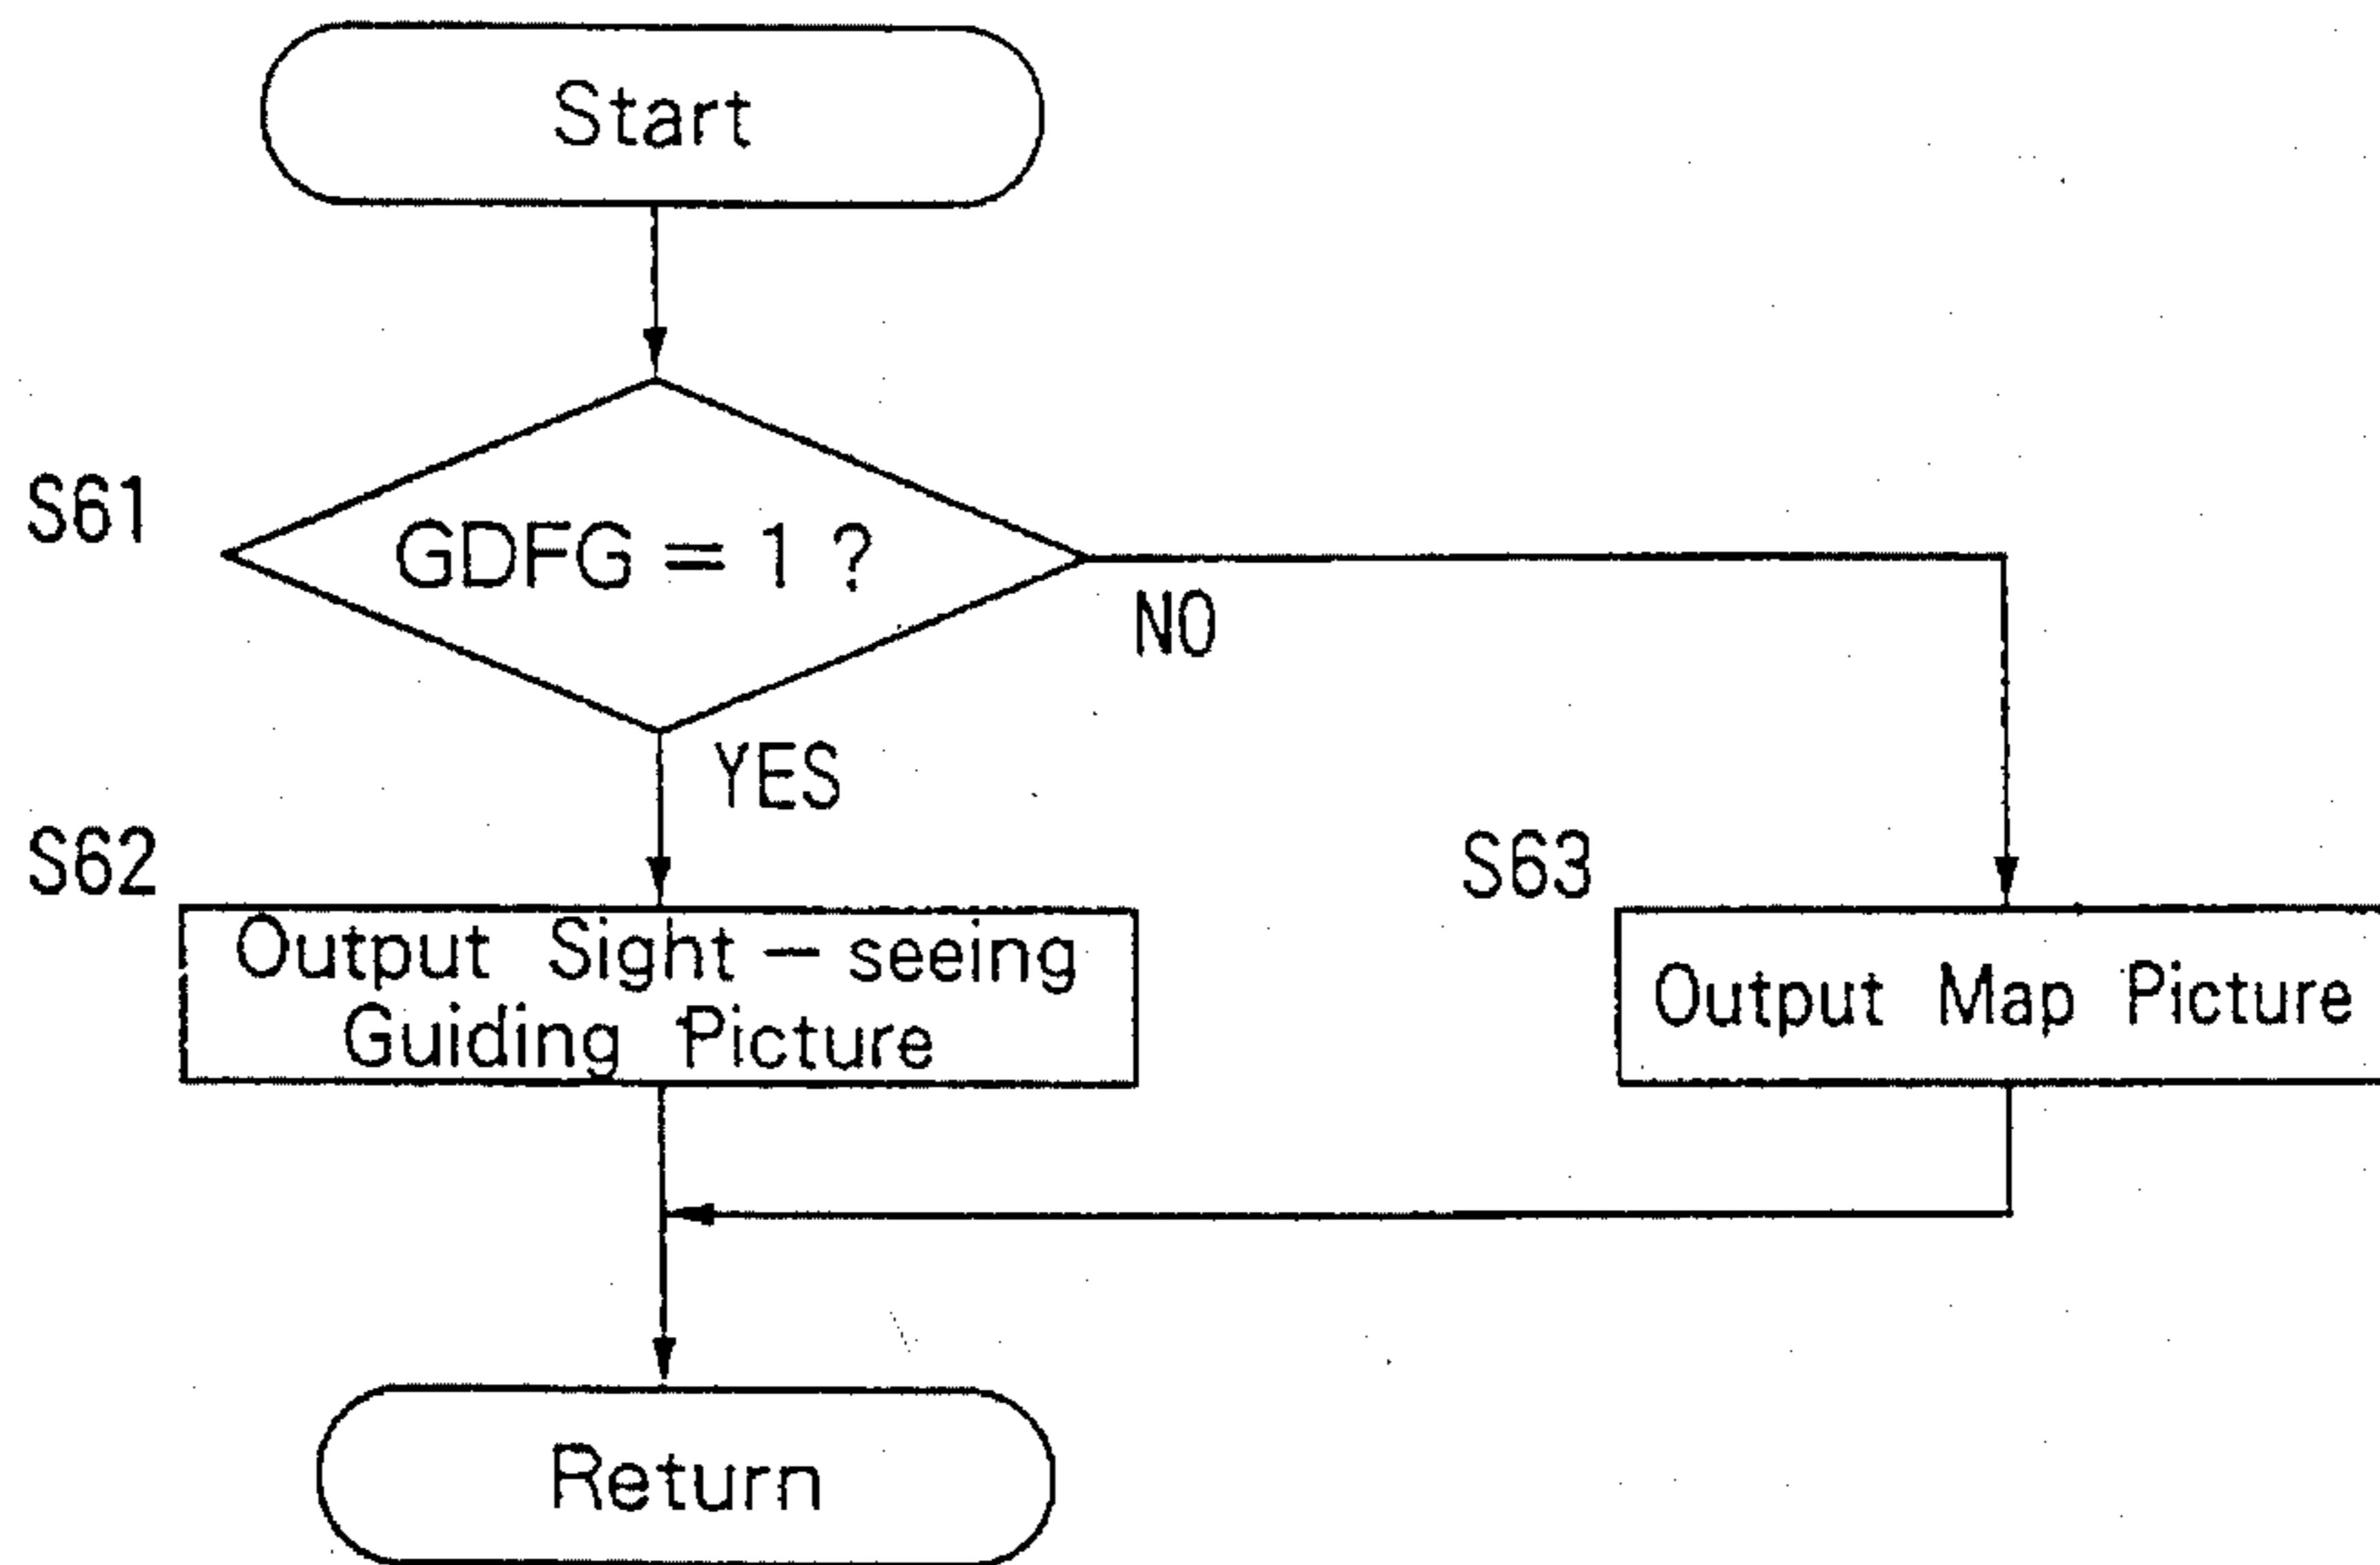 Start
S61
GDFG = 1 ?
NO
YES
S62
Output Sight - seeing
Guiding Picture
S63
Output Map Picture
Return